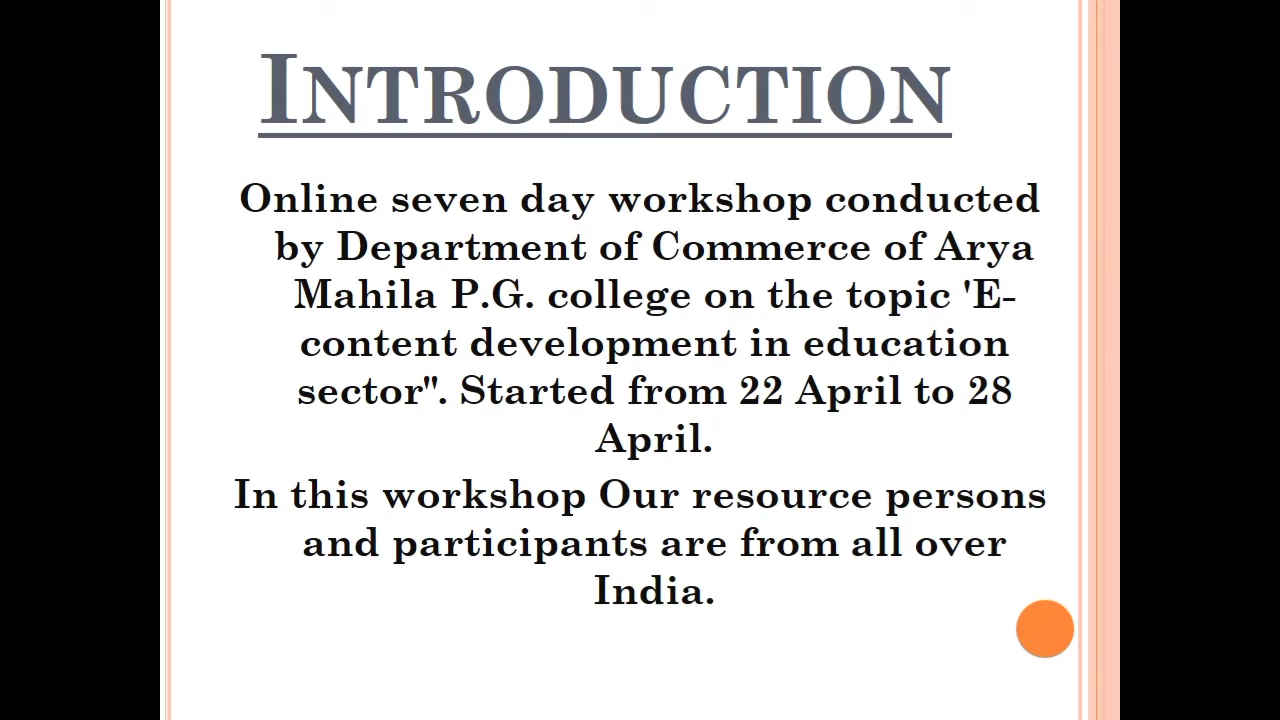 INTRODUCTION
Online seven day workshop conducted
by Department of Commerce of Arya
Mahila P.G. college on the topic 'E-
content development in education
sector". Started from 22 April to 28
April.
In this workshop Our resource persons
and participants are from all over
India.